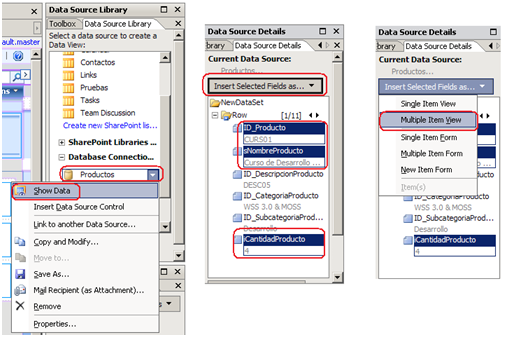 ault.master
Data Source Library
Toolbox Data Source Library
Select a data source to create a
Data View:
Contactos
Links
Pruebas
Tasks
Team Discussion
Create new SharePoint lis...
SharePoint Libraries ...
Database Connectio...
Productos
Show Data
Insert Data Source Control
Link to another Data Source...
Copy and Modify...
Move to...
Save As...
Mail Recipient (as Attachment)...
Remove
Properties...
Data Source Details
brary Data Source Details
Current Data Source:
Productos...
Insert Selected Fields as...
NewDataSet
Row [1/11]
ID_Producto
CURS01
sNombreProducto
Curso de Desarrollo ...
ID_DescripcionProducto
DESC05
ID_CategoriaProducto
WSS 3.0 & MOSS
ID_SubcategoriaProd...
Desarrollo
iCantidadProducto
4
Data Source Details
brary) Data Source Details
Current Data Source:
Productos...
Insert Selected Fields as...
Single Item View
Multiple Item View
Single Item Form
Multiple Item Form
New Item Form
Item(s)
ID_CategoriaProducto
WSS 3.0 & MOSS
ID_SubcategoriaProd...
Desarrollo
iCantidadProducto
4